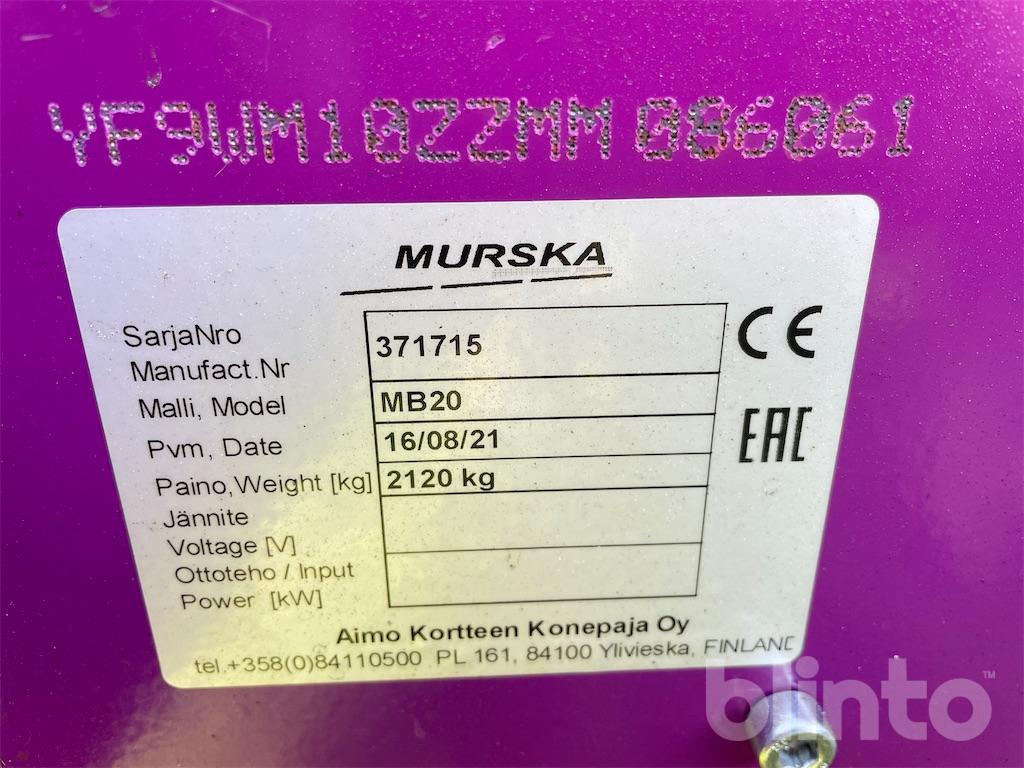 YF9WM10ZZMM086061
MURSKA
SarjaNro
Manufact.Nr
371715
Malli, Model
MB20
Pvm, Date
16/08/21
Paino, Weight [kg]
2120 kg
Jännite
Voltage [V]
Ottoteho / Input
Power [kW]
CE
EAC
Aimo Kortteen Konepaja Oy
tel.+358(0)84110500 PL 161, 84100 Ylivieska, FINLAND
blinto™